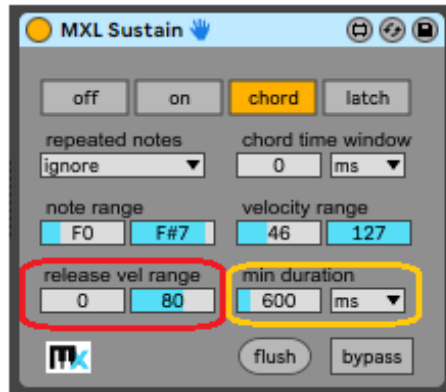 MXL Sustain
off on chord latch
repeated notes chord time window
ignore 0 ms
note range velocity range
F0 F#7 46 127
release vel range min duration
0 80 600 ms
Mx flush bypass